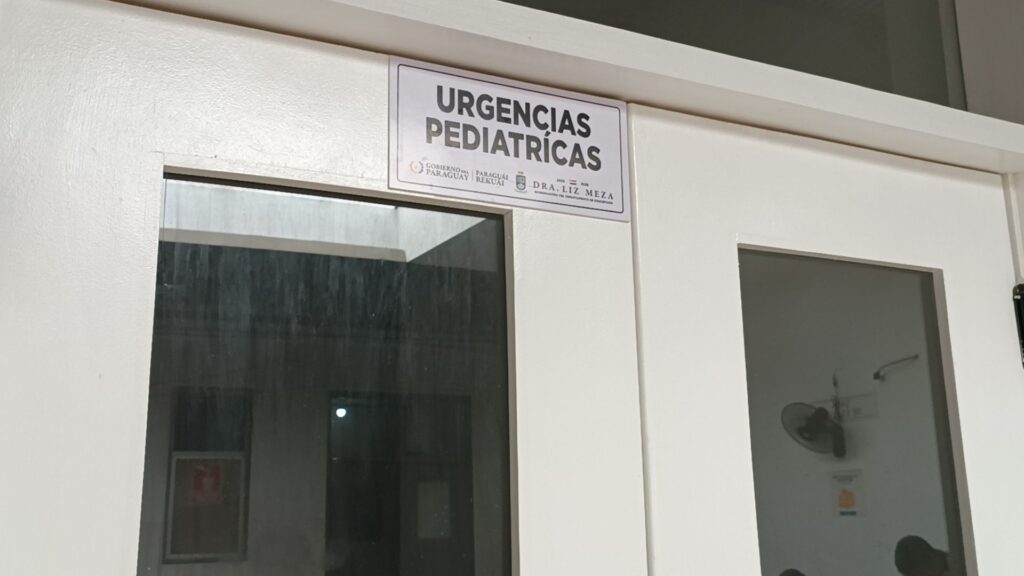 URGENCIAS
PEDIATRÍCAS
GOBIERNO DEL PARAGUAY | PARAGUÁI REKUÁI
DRA. LIZ MEZA